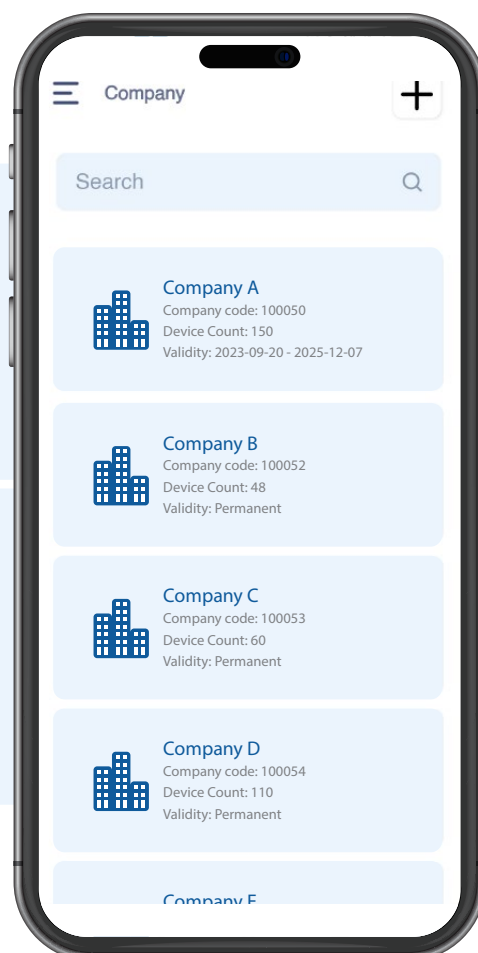 Company
Search
Company A
Company code: 100050
Device Count: 150
Validity: 2023-09-20 - 2025-12-07
Company B
Company code: 100052
Device Count: 48
Validity: Permanent
Company C
Company code: 100053
Device Count: 60
Validity: Permanent
Company D
Company code: 100054
Device Count: 110
Validity: Permanent
Company